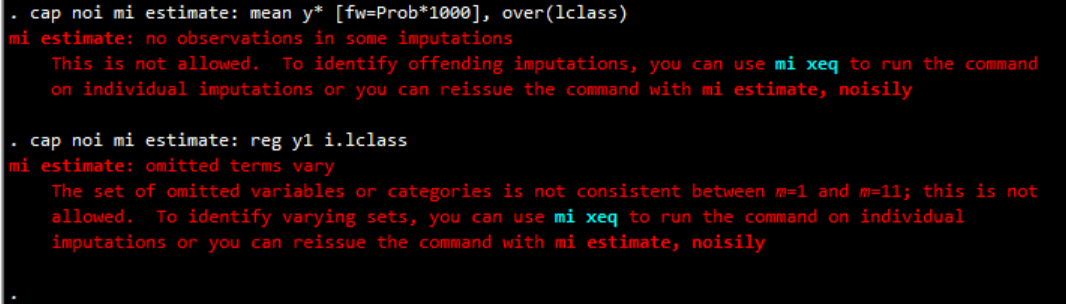 . cap noi mi estimate: mean y* [fw=Prob*1000], over(lclass)
mi estimate: no observations in some imputations
This is not allowed.  To identify offending imputations, you can use mi xeq to run the command
on individual imputations or you can reissue the command with mi estimate, noisily
. cap noi mi estimate: reg y1 i.lclass
mi estimate: omitted terms vary
The set of omitted variables or categories is not consistent between m=1 and m=11; this is not
allowed.  To identify varying sets, you can use mi xeq to run the command on individual
imputations or you can reissue the command with mi estimate, noisily
.